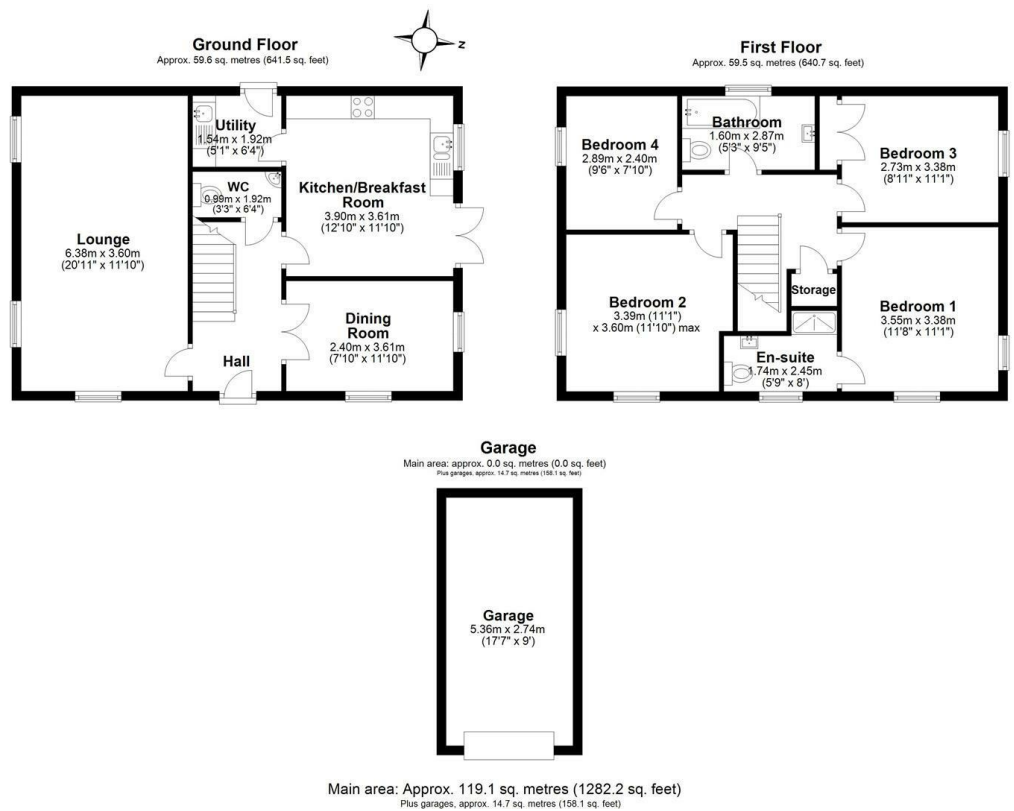 Ground Floor
Approx. 59.6 sq. metres (641.5 sq. feet)
Z
First Floor
Approx. 59.5 sq. metres (640.7 sq. feet)
Utility
1.54m x 1.92m
(5'1" x 6'4")
WC
0.99m x 1.92m
(3'3" x 6'4")
Kitchen/Breakfast
Room
3.90m x 3.61m
(12'10" x 11'10")
Lounge
6.38m x 3.60m
(20'11" x 11'10")
Dining
Room
2.40m x 3.61m
(7'10" x 11'10")
Hall
Bedroom 4
2.89m x 2.40m
(9'6" x 7'10")
Bathroom
1.60m x 2.87m
(5'3" x 9'5")
Bedroom 3
2.73m x 3.38m
(8'11" x 11'1")
Storage
Bedroom 2
3.39m (11'1")
x 3.60m (11'10") max
Bedroom 1
3.55m x 3.38m
(11'8" x 11'1")
En-suite
1.74m x 2.45m
(5'9" x 8')
Garage
Main area: approx. 0.0 sq. metres (0.0 sq. feet)
Plus garages, approx. 14.7 sq. metres (158.1 sq. feet)
Garage
5.36m x 2.74m
(17'7" x 9')
Main area: Approx. 119.1 sq. metres (1282.2 sq. feet)
Plus garages, approx. 14.7 sq. metres (158.1 sq. feet)